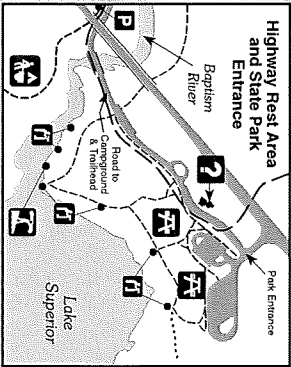 Highway Rest Area
and State Park
Entrance
P
Baptism
River
Road to
Campground
& Trailhead
?
Park Entrance
Lake
Superior